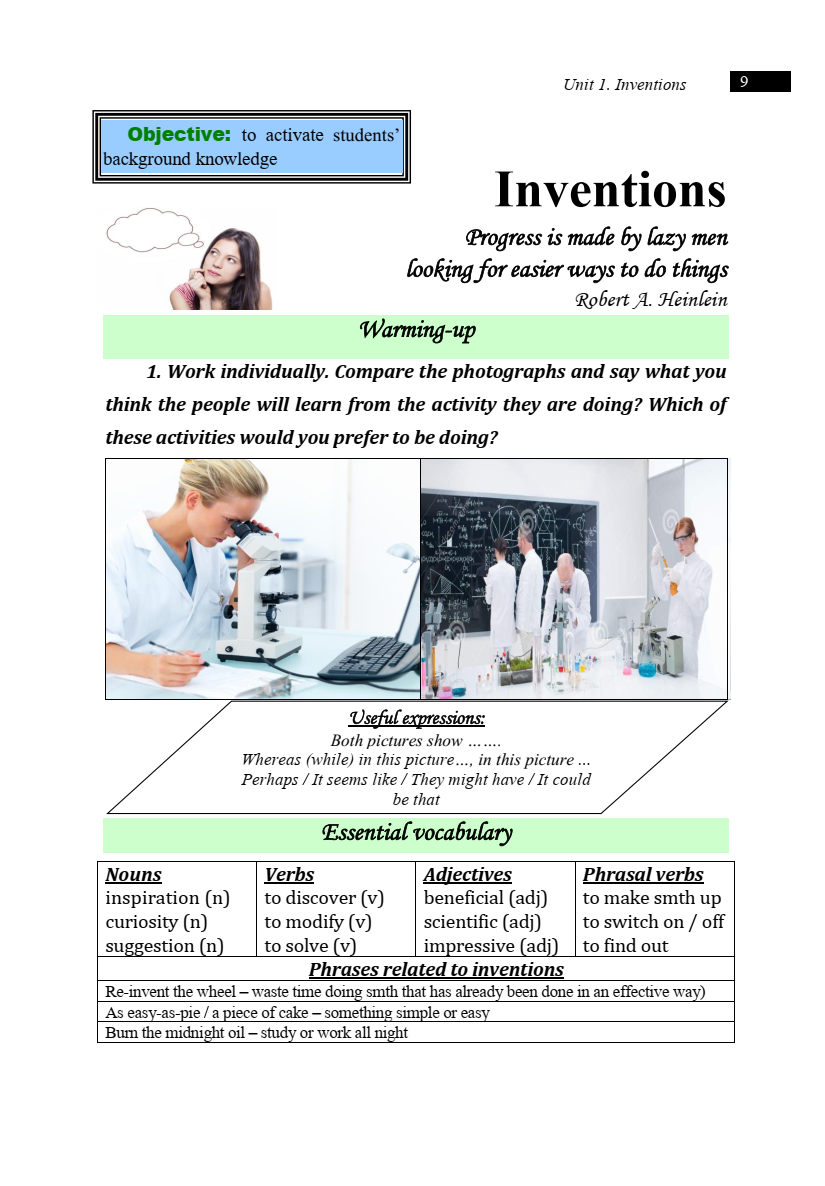 Unit 1. Inventions
9
Objective: to activate students’
background knowledge
Inventions
Progress is made by lazy men
looking for easier ways to do things
Robert A. Heinlein
Warming-up
1. Work individually. Compare the photographs and say what you
think the people will learn from the activity they are doing? Which of
these activities would you prefer to be doing?
Useful expressions:
Both pictures show …….
Whereas (while) in this picture…, in this picture …
Perhaps / It seems like / They might have / It could
be that
Essential vocabulary
Nouns
inspiration (n)
curiosity (n)
suggestion (n)
Verbs
to discover (v)
to modify (v)
to solve (v)
Adjectives
beneficial (adj)
scientific (adj)
impressive (adj)
Phrasal verbs
to make smth up
to switch on / off
to find out
Phrases related to inventions
Re-invent the wheel – waste time doing smth that has already been done in an effective way)
As easy-as-pie / a piece of cake – something simple or easy
Burn the midnight oil – study or work all night